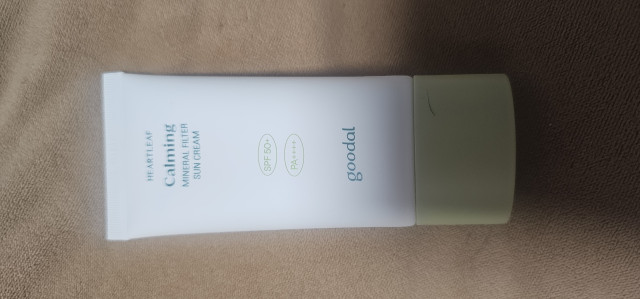 HEARTLEAF
Calming
MINERAL FILTER
SUN CREAM
SPF 50+
PA++++
goodal